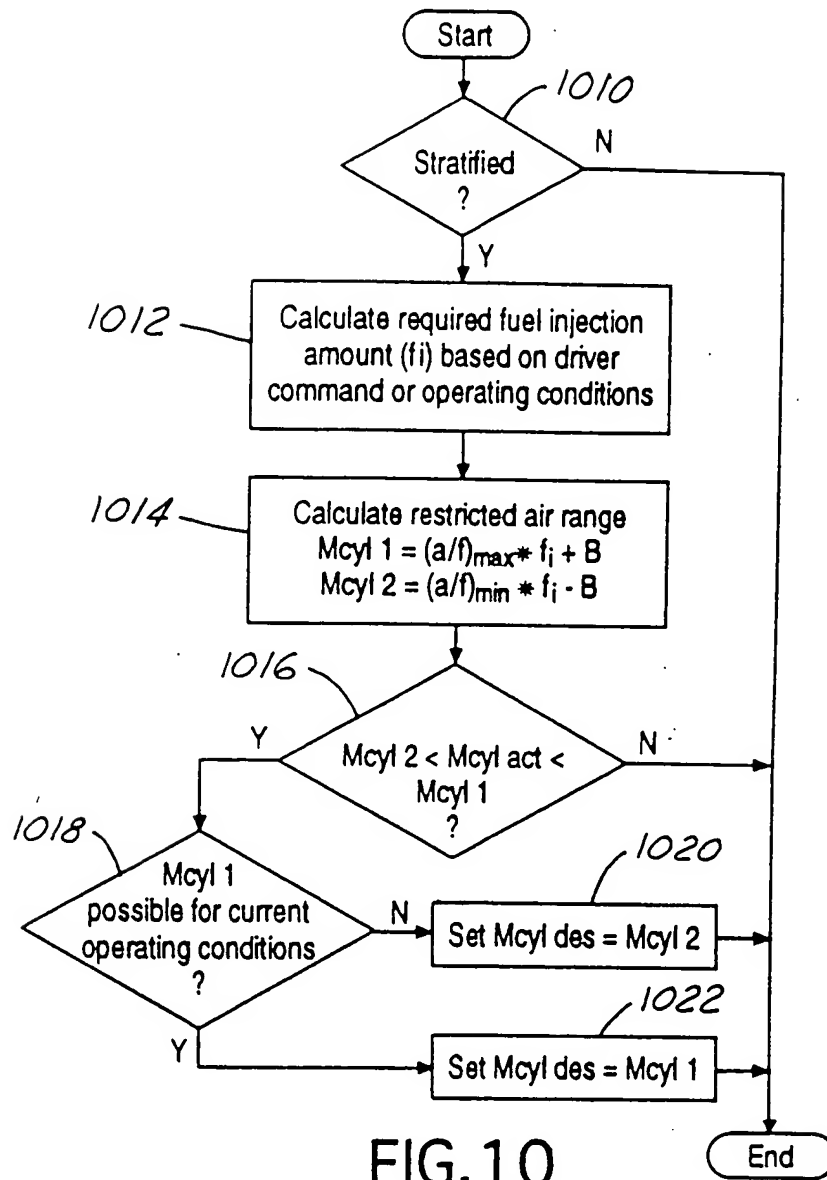 Start
1010
Stratified
?
N
Y
1012
Calculate required fuel injection
amount (fi) based on driver
command or operating conditions
1014
Calculate restricted air range
Mcyl 1 = (a/f)max* fi + B
Mcyl 2 = (a/f)min * fi - B
1016
Y
Mcyl 2 < Mcyl act <
Mcyl 1
?
N
1018
Mcyl 1
possible for current
operating conditions
?
N
1020
Set Mcyl des = Mcyl 2
Y
1022
Set Mcyl des = Mcyl 1
FIG.10
End